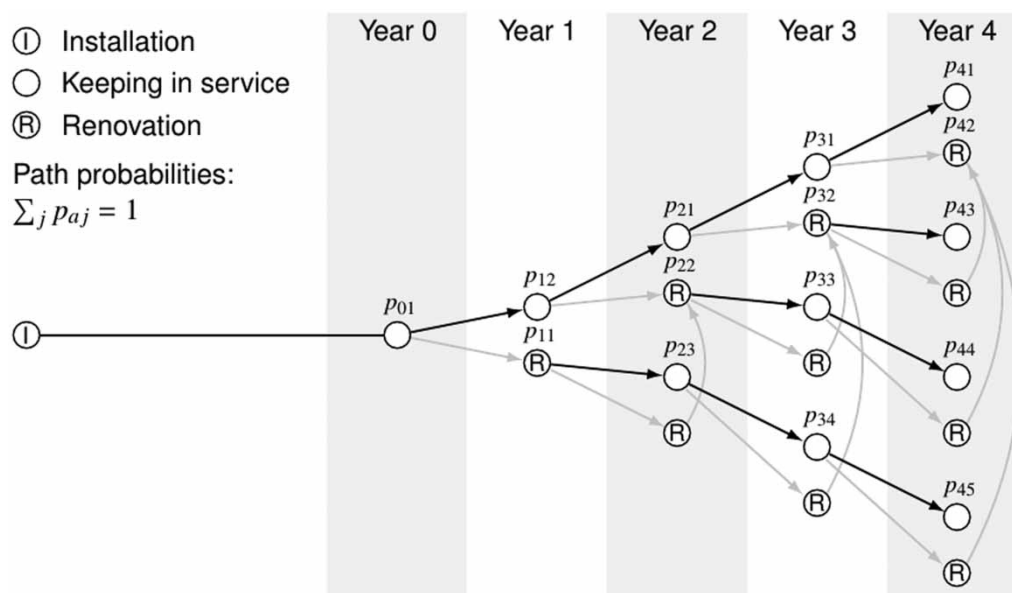 Year 0 Year 1 Year 2 Year 3 Year 4
I Installation
Keeping in service
R Renovation
Path probabilities:
∑j paj = 1
p41
p42
R
p31
p32
R
p43
p21
p22
R
R
p12
p33
p01
I
p11
R
p23
R
p44
R
R
p34
R
p45
R